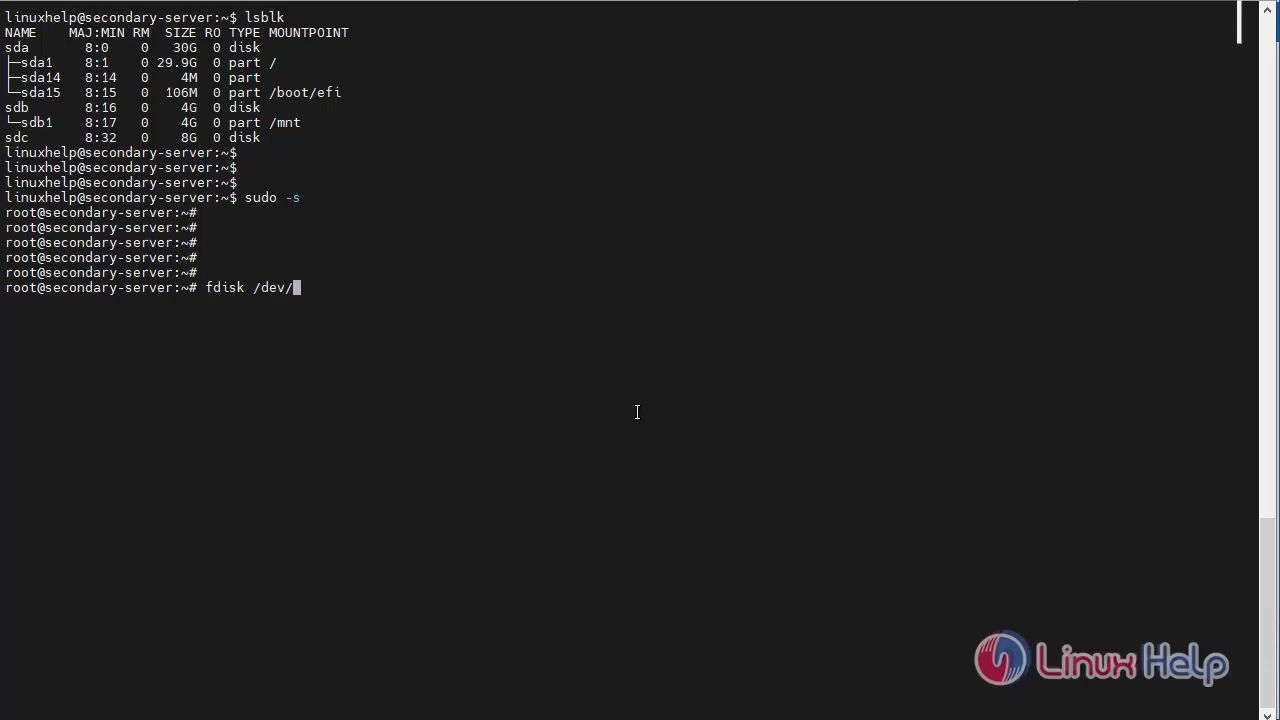 linuxhelp@secondary-server:~$ lsblk
NAME    MAJ:MIN RM  SIZE RO TYPE MOUNTPOINT
sda       8:0    0   30G  0 disk
├─sda1    8:1    0 29.9G  0 part /
├─sda14   8:14   0    4M  0 part
└─sda15   8:15   0  106M  0 part /boot/efi
sdb       8:16   0    4G  0 disk
└─sdb1    8:17   0    4G  0 part /mnt
sdc       8:32   0    8G  0 disk
linuxhelp@secondary-server:~$
linuxhelp@secondary-server:~$
linuxhelp@secondary-server:~$
linuxhelp@secondary-server:~$ sudo -s
root@secondary-server:~#
root@secondary-server:~#
root@secondary-server:~#
root@secondary-server:~#
root@secondary-server:~#
root@secondary-server:~# fdisk /dev/
Linux Help